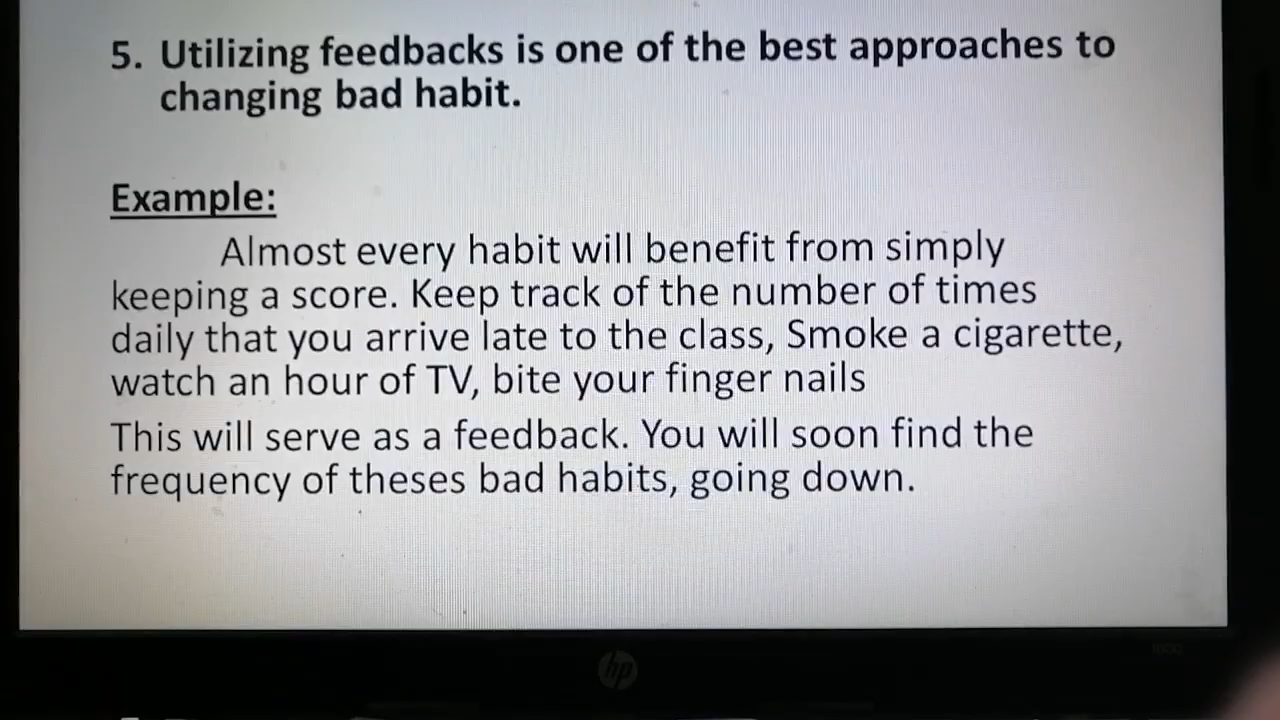 5. Utilizing feedbacks is one of the best approaches to
changing bad habit.
Example:
Almost every habit will benefit from simply
keeping a score. Keep track of the number of times
daily that you arrive late to the class, Smoke a cigarette,
watch an hour of TV, bite your finger nails
This will serve as a feedback. You will soon find the
frequency of theses bad habits, going down.
hp